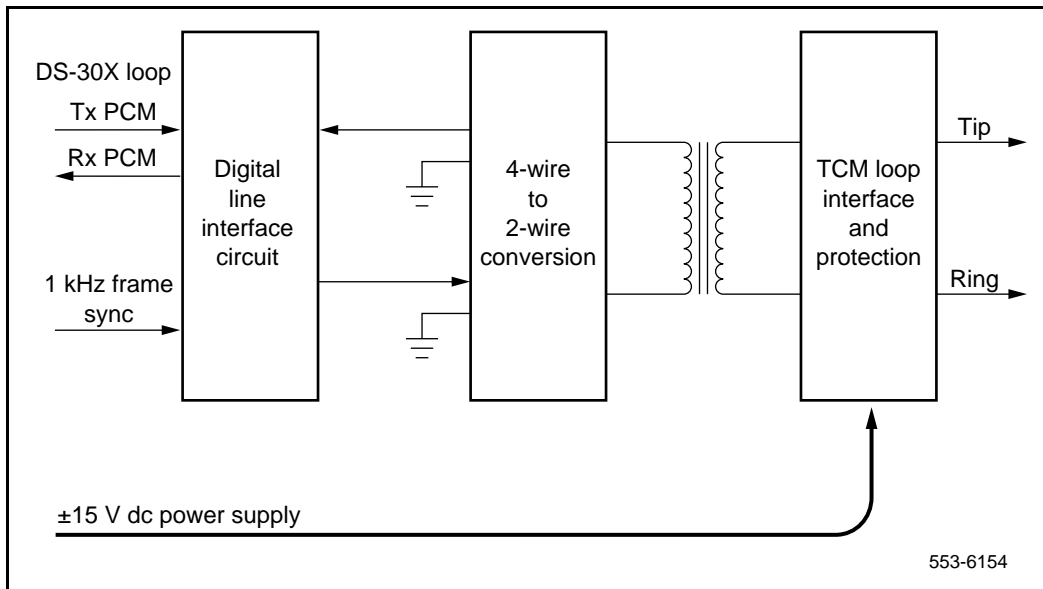 DS-30X loop
Tx PCM
Rx PCM
1 kHz frame
sync
Digital
line
interface
circuit
4-wire
to
2-wire
conversion
TCM loop
interface
and
protection
Tip
Ring
±15 V dc power supply
553-6154